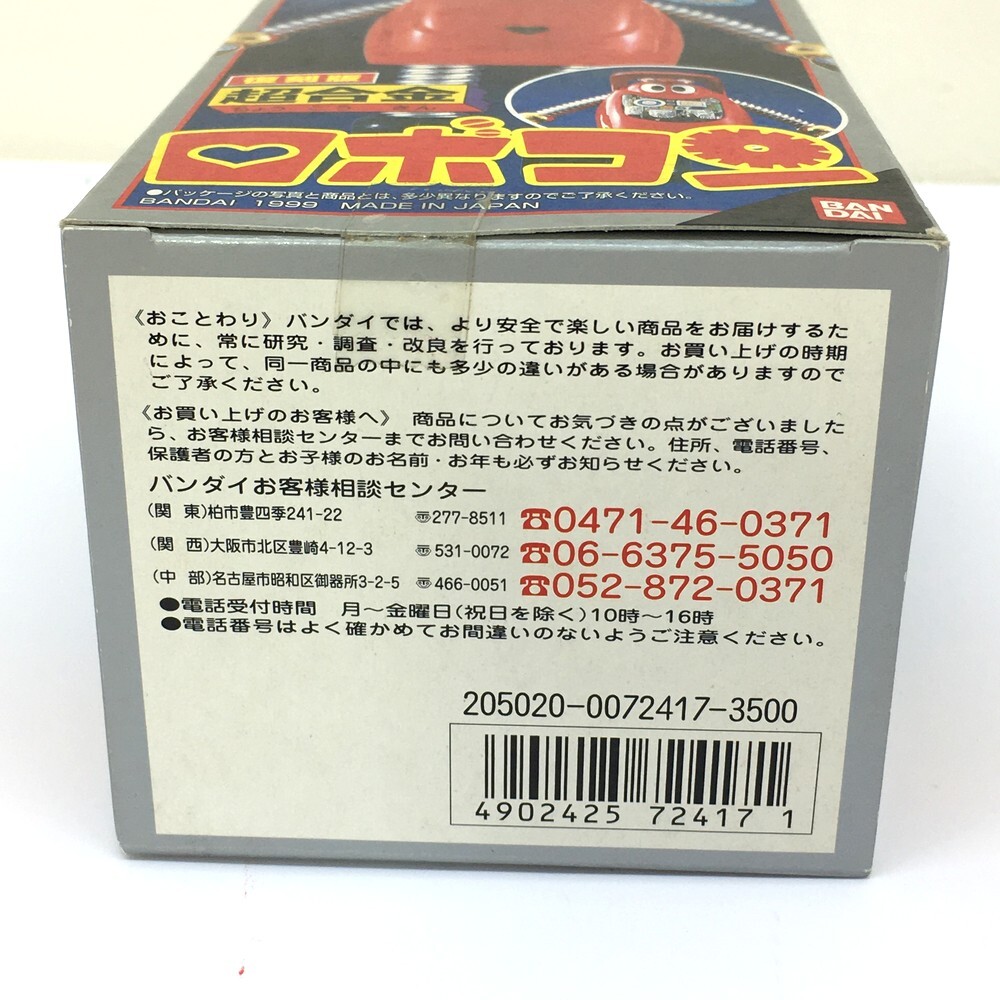 復刻版
超合金
ちょうごうきん
ロボコン
●パッケージの写真と商品とは、多少異なりますのでご了承ください。
BANDAI 1999 MADE IN JAPAN
BAN
DAI
《おことわり》バンダイでは、より安全で楽しい商品をお届けするた
めに、常に研究・調査・改良を行っております。お買い上げの時期
によって、同一商品の中にも多少の違いがある場合がありますので
ご了承ください。
《お買い上げのお客様へ》 商品についてお気づきの点がございました
ら、お客様相談センターまでお問い合わせください。住所、電話番号、
保護者の方とお子様のお名前・お年も必ずお知らせください。
バンダイお客様相談センター
(関 東)柏市豊四季241-22 〠277-8511 ☎0471-46-0371
(関 西)大阪市北区豊崎4-12-3 〠531-0072 ☎06-6375-5050
(中 部)名古屋市昭和区御器所3-2-5 〠466-0051 ☎052-872-0371
●電話受付時間 月〜金曜日(祝日を除く)10時〜16時
●電話番号はよく確かめてお間違いのないようご注意ください。
205020-0072417-3500
4902425 724171